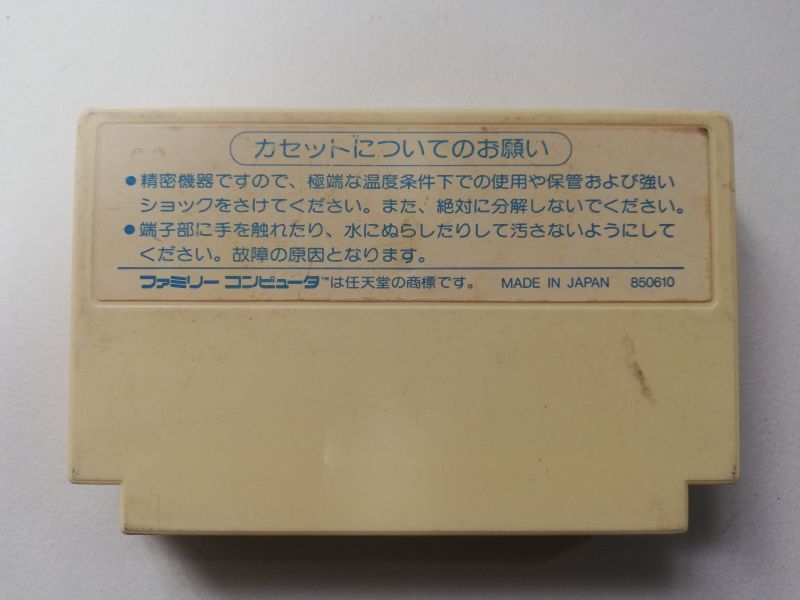 カセットについてのお願い
●精密機器ですので、極端な温度条件下での使用や保管および強い
ショックをさけてください。また、絶対に分解しないでください。
●端子部に手を触れたり、水にぬらしたりして汚さないようにして
ください。故障の原因となります。
ファミリー コンピュータ™は任天堂の商標です。 MADE IN JAPAN 850610